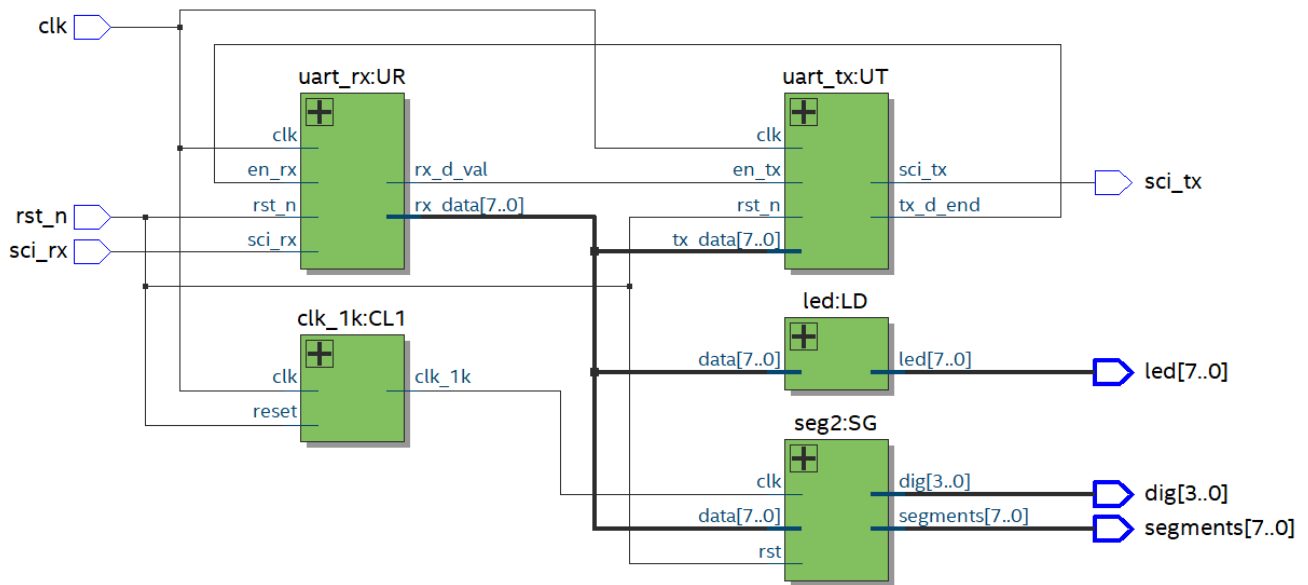 clk
rst_n
sci_rx
uart_rx:UR
clk
en_rx
rst_n
sci_rx
rx_d_val
rx_data[7..0]
clk_1k:CL1
clk
reset
clk_1k
uart_tx:UT
clk
en_tx
rst_n
tx_data[7..0]
sci_tx
tx_d_end
led:LD
data[7..0]
led[7..0]
seg2:SG
clk
data[7..0]
rst
dig[3..0]
segments[7..0]
sci_tx
led[7..0]
dig[3..0]
segments[7..0]